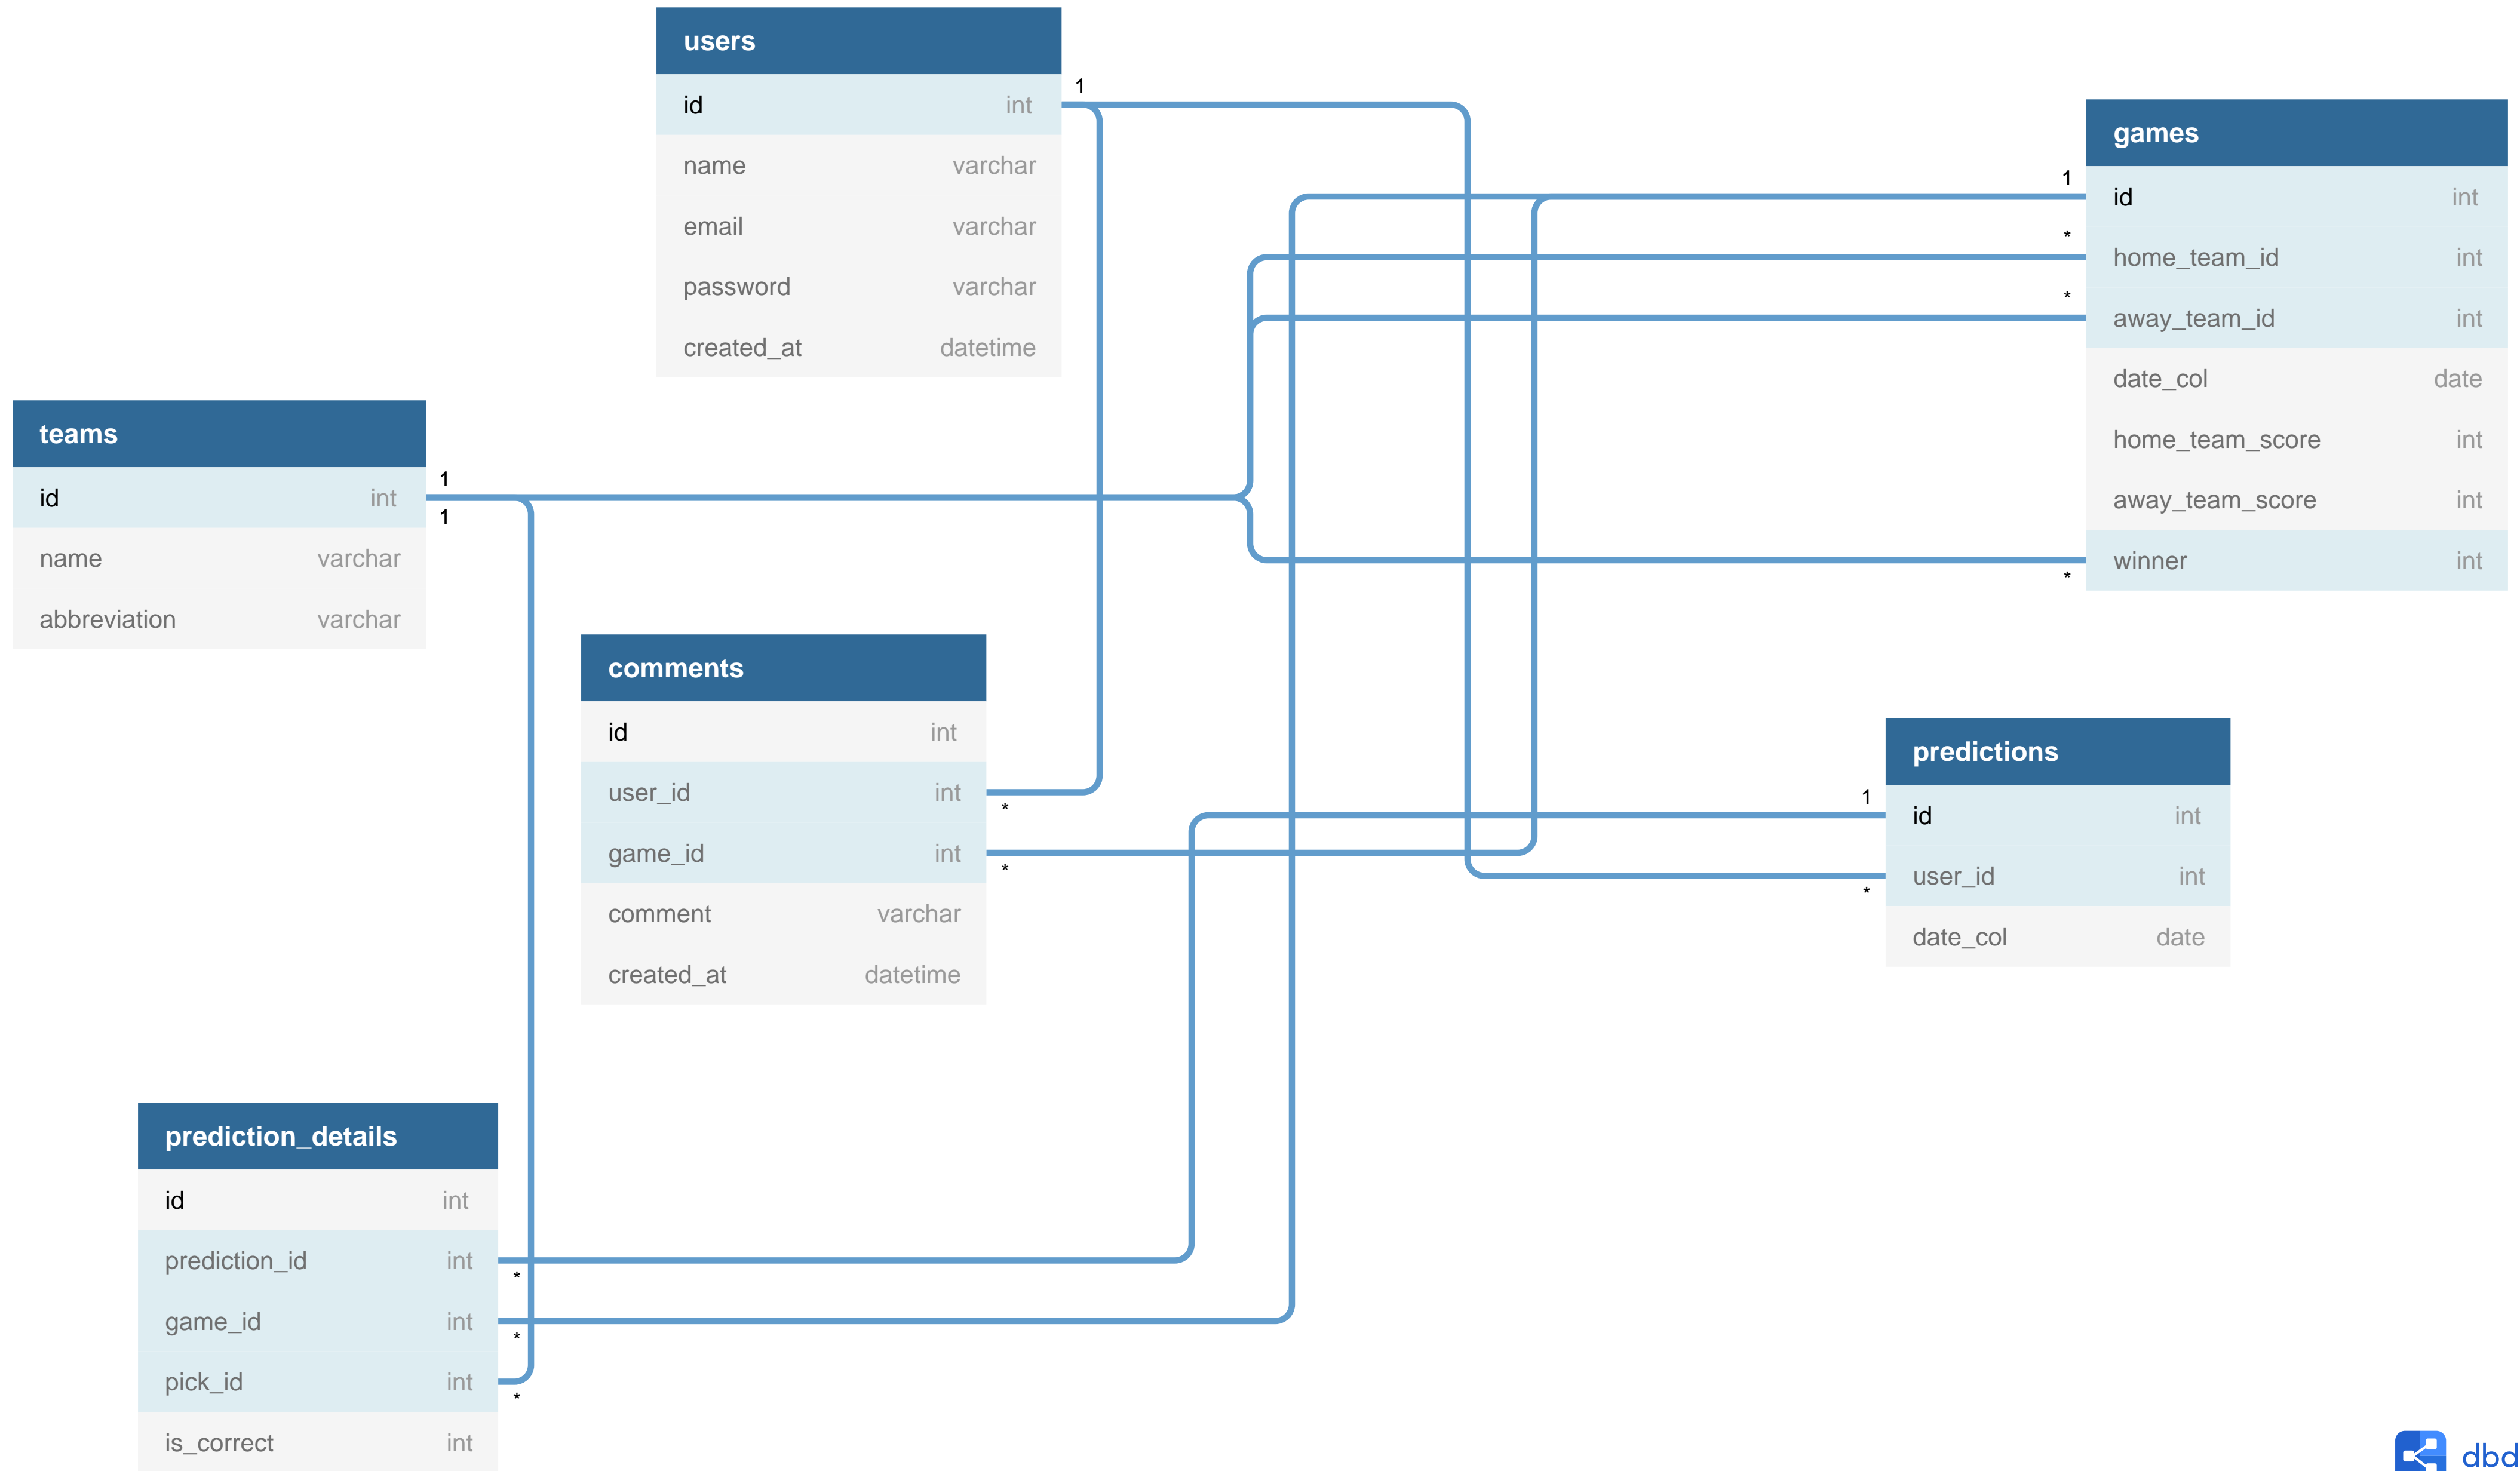 users
1
id int
name varchar
email varchar
password varchar
created_at datetime
games
1
id int
*
home_team_id int
*
away_team_id int
date_col date
home_team_score int
away_team_score int
winner int
*
teams
1
id int
1
name varchar
abbreviation varchar
comments
id int
user_id int
*
game_id int
*
comment varchar
created_at datetime
predictions
1
id int
user_id int
*
date_col date
prediction_details
id int
prediction_id int
*
game_id int
*
pick_id int
*
is_correct int
dbd